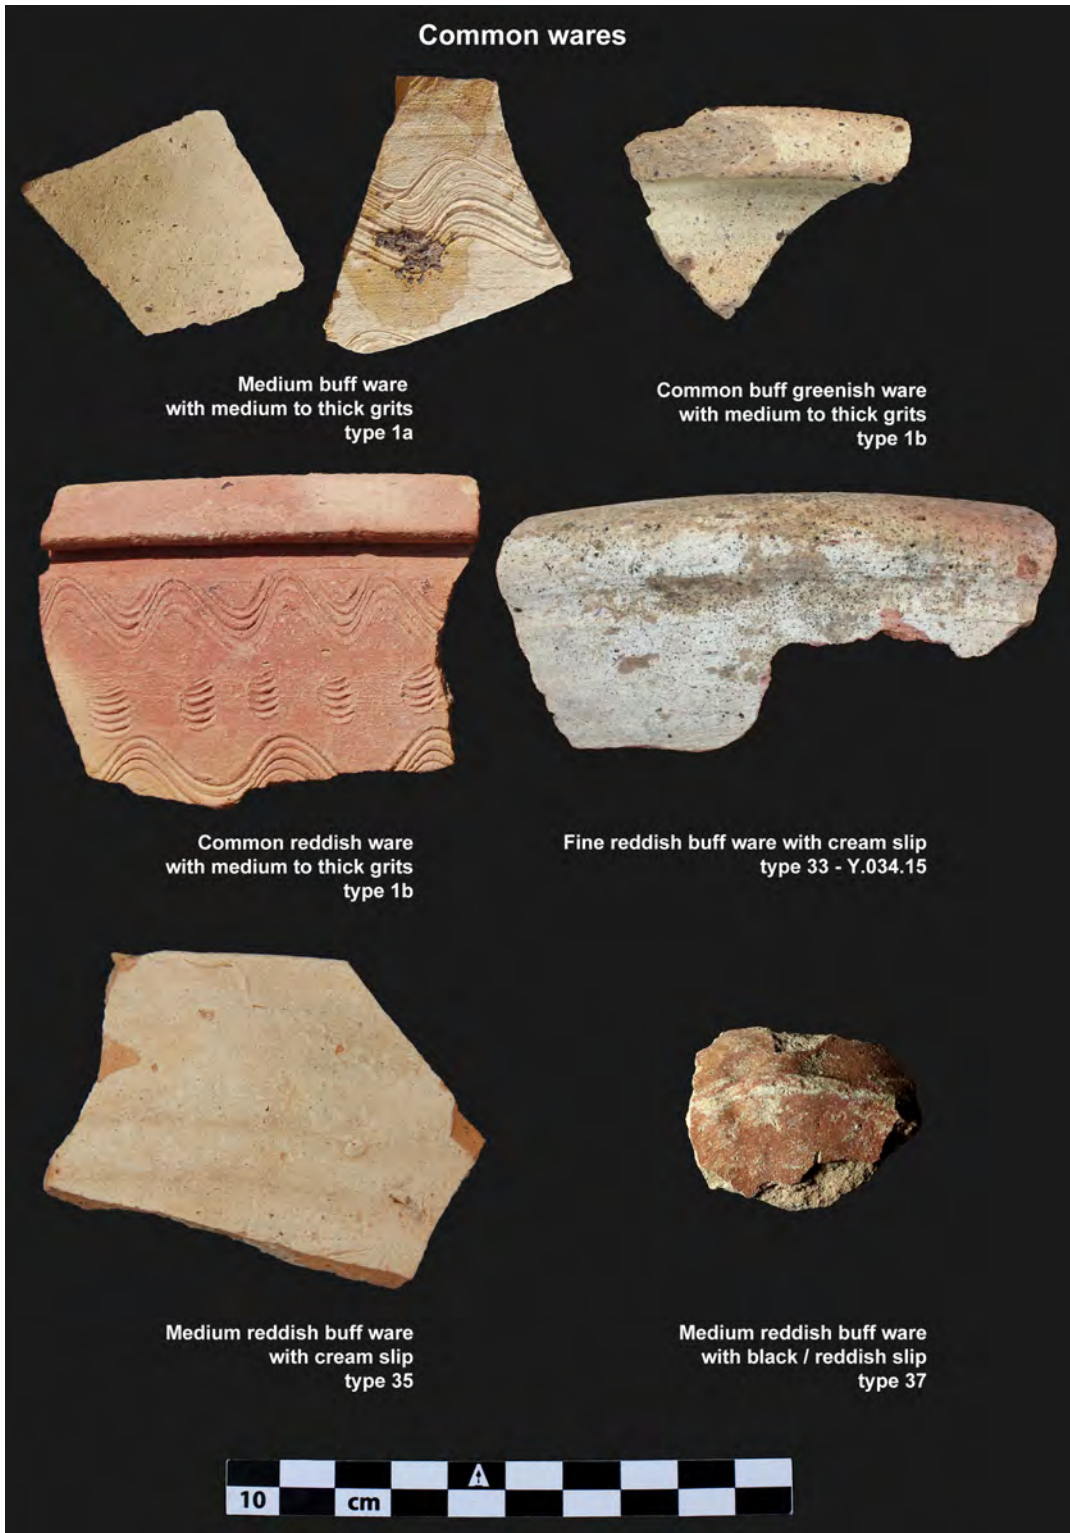 Common wares
Medium buff ware
with medium to thick grits
type 1a
Common buff greenish ware
with medium to thick grits
type 1b
Common reddish ware
with medium to thick grits
type 1b
Fine reddish buff ware with cream slip
type 33 - Y.034.15
Medium reddish buff ware
with cream slip
type 35
Medium reddish buff ware
with black / reddish slip
type 37
10 cm